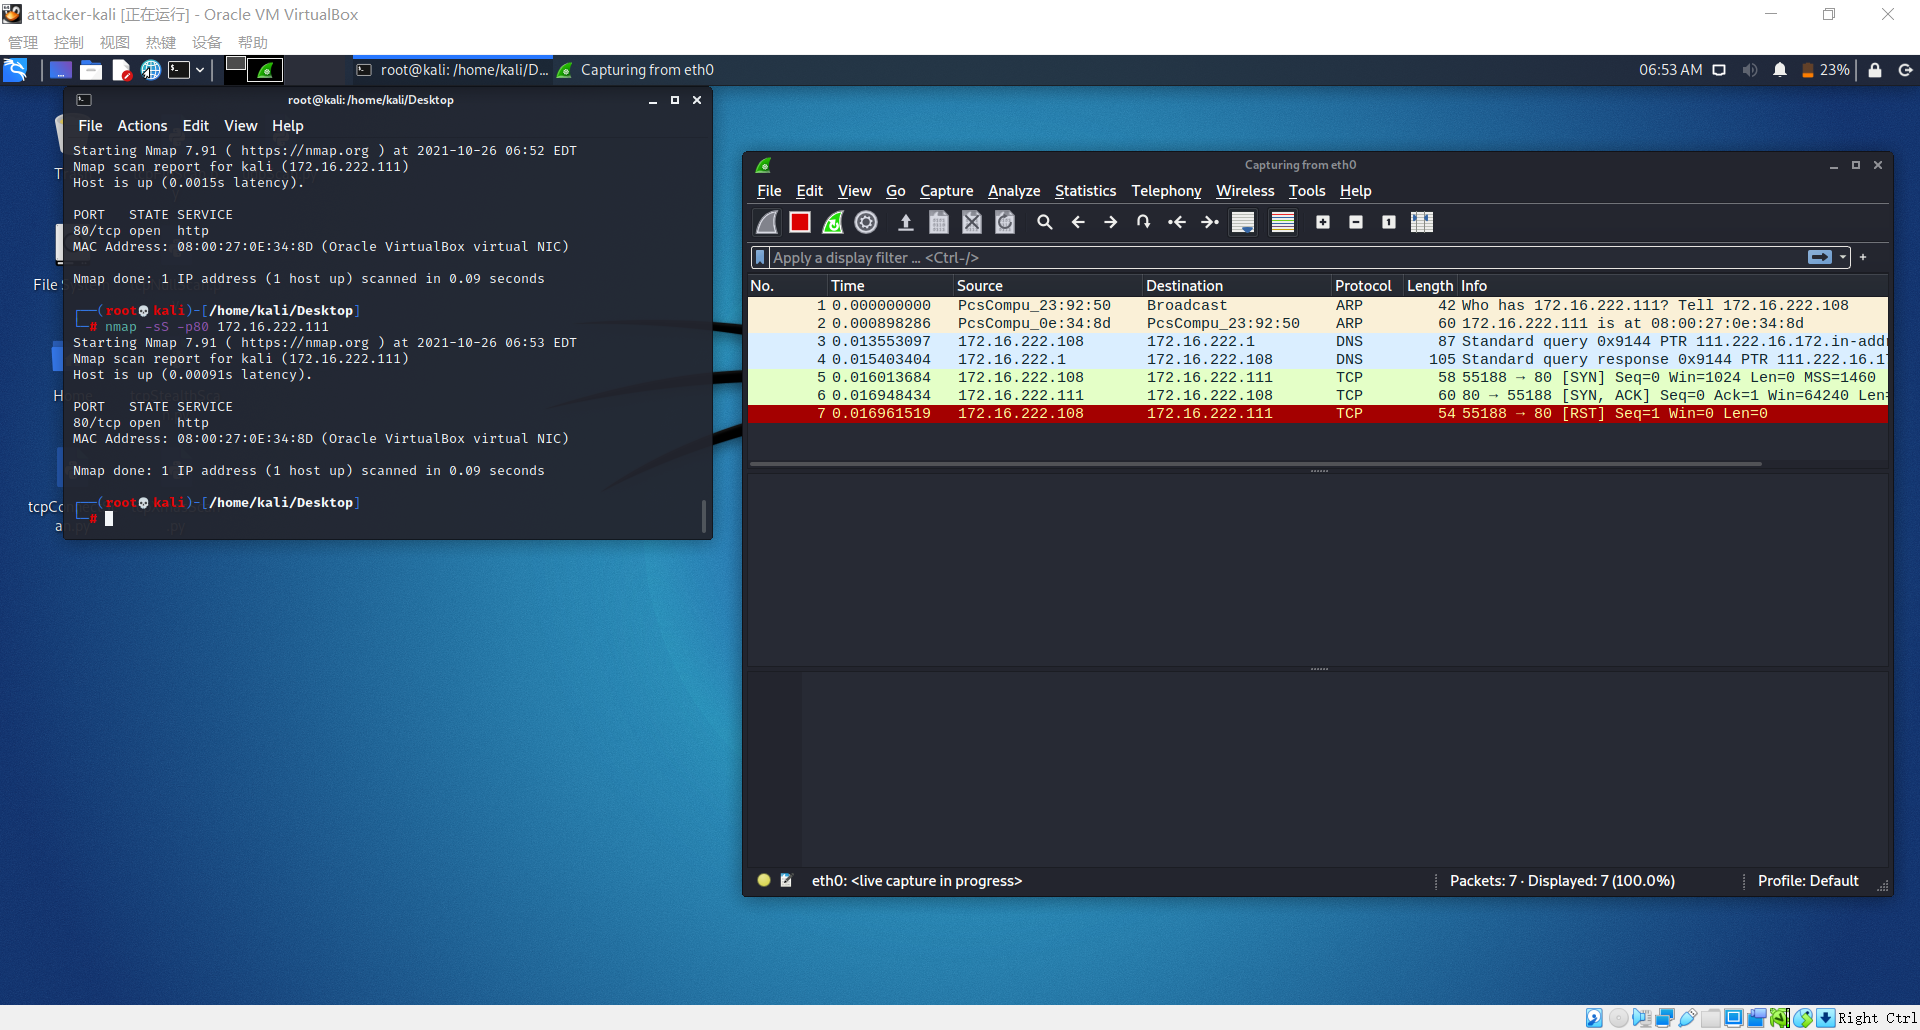 attacker-kali [正在运行] - Oracle VM VirtualBox
管理 控制 视图 热键 设备 帮助
root@kali: /home/kali/D... Capturing from eth0 06:53 AM 23%
root@kali: /home/kali/Desktop
File Actions Edit View Help
Starting Nmap 7.91 ( https://nmap.org ) at 2021-10-26 06:52 EDT
Nmap scan report for kali (172.16.222.111)
Host is up (0.0015s latency).
PORT STATE SERVICE
80/tcp open http
MAC Address: 08:00:27:0E:34:8D (Oracle VirtualBox virtual NIC)
Nmap done: 1 IP address (1 host up) scanned in 0.09 seconds
┌──(root💀kali)-[/home/kali/Desktop]
└─# nmap -sS -p80 172.16.222.111
Starting Nmap 7.91 ( https://nmap.org ) at 2021-10-26 06:53 EDT
Nmap scan report for kali (172.16.222.111)
Host is up (0.00091s latency).
PORT STATE SERVICE
80/tcp open http
MAC Address: 08:00:27:0E:34:8D (Oracle VirtualBox virtual NIC)
Nmap done: 1 IP address (1 host up) scanned in 0.09 seconds
┌──(root💀kali)-[/home/kali/Desktop]
└─#
File Sy
tcpCo
Capturing from eth0
File Edit View Go Capture Analyze Statistics Telephony Wireless Tools Help
Apply a display filter ... <Ctrl-/>
No. Time Source Destination Protocol Length Info
1 0.000000000 PcsCompu_23:92:50 Broadcast ARP 42 Who has 172.16.222.111? Tell 172.16.222.108
2 0.000898286 PcsCompu_0e:34:8d PcsCompu_23:92:50 ARP 60 172.16.222.111 is at 08:00:27:0e:34:8d
3 0.013553097 172.16.222.108 172.16.222.1 DNS 87 Standard query 0x9144 PTR 111.222.16.172.in-addr
4 0.015403404 172.16.222.1 172.16.222.108 DNS 105 Standard query response 0x9144 PTR 111.222.16.17
5 0.016013684 172.16.222.108 172.16.222.111 TCP 58 55188 → 80 [SYN] Seq=0 Win=1024 Len=0 MSS=1460
6 0.016948434 172.16.222.111 172.16.222.108 TCP 60 80 → 55188 [SYN, ACK] Seq=0 Ack=1 Win=64240 Len=
7 0.016961519 172.16.222.108 172.16.222.111 TCP 54 55188 → 80 [RST] Seq=1 Win=0 Len=0
eth0: <live capture in progress> Packets: 7 · Displayed: 7 (100.0%) Profile: Default
Right Ctrl